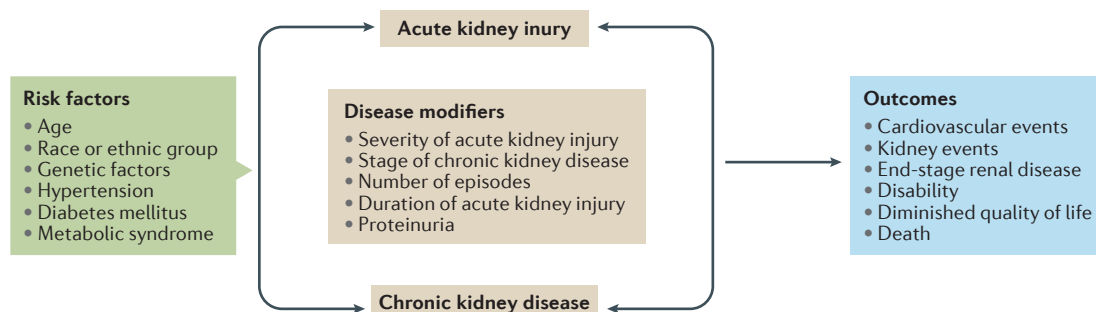 Acute kidney inury
Risk factors
• Age
• Race or ethnic group
• Genetic factors
• Hypertension
• Diabetes mellitus
• Metabolic syndrome
Disease modifiers
• Severity of acute kidney injury
• Stage of chronic kidney disease
• Number of episodes
• Duration of acute kidney injury
• Proteinuria
Outcomes
• Cardiovascular events
• Kidney events
• End-stage renal disease
• Disability
• Diminished quality of life
• Death
Chronic kidney disease